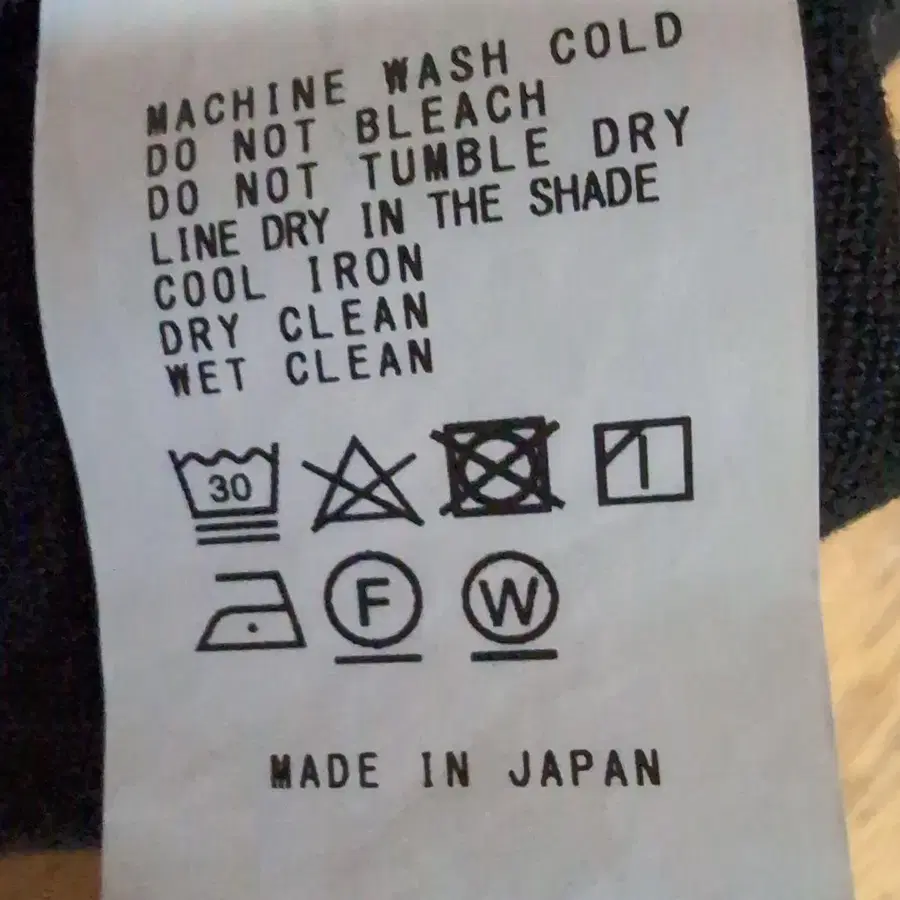 MACHINE WASH COLD
DO NOT BLEACH
DO NOT TUMBLE DRY
LINE DRY IN THE SHADE
COOL IRON
DRY CLEAN
WET CLEAN
30
F W
MADE IN JAPAN